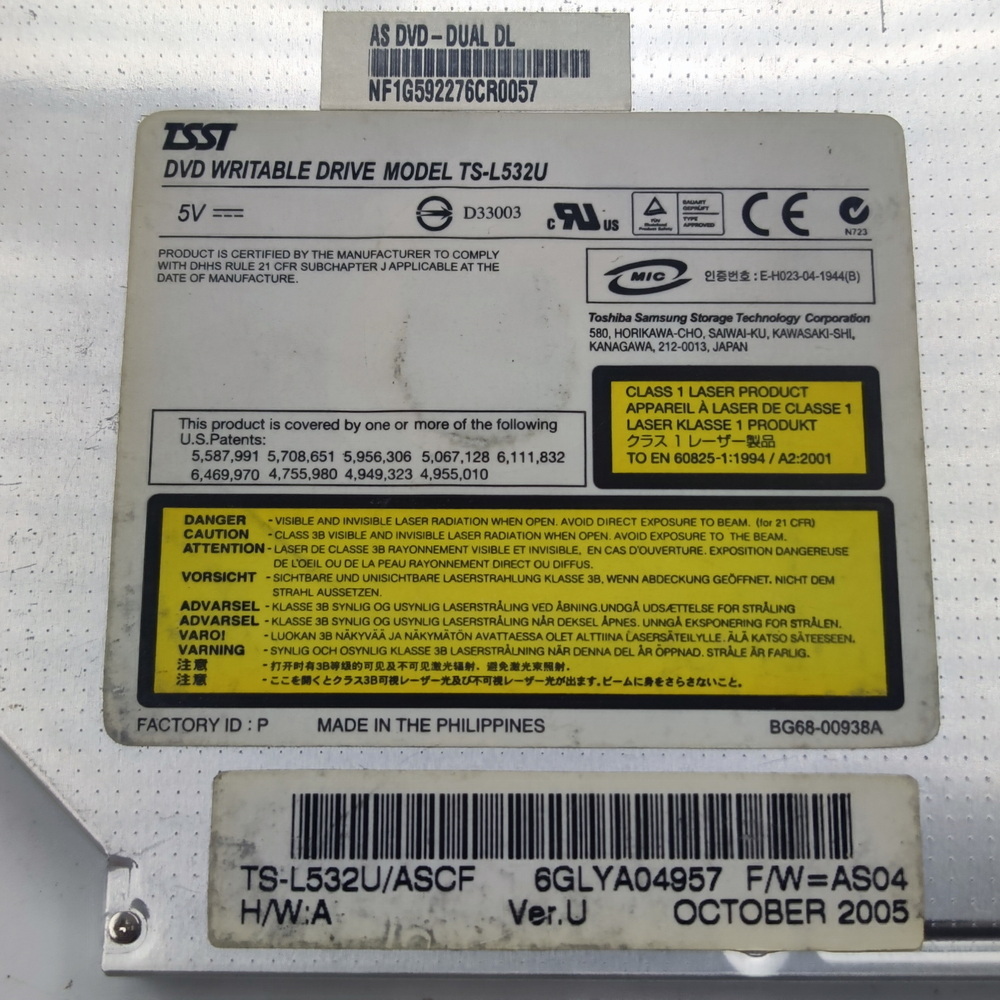 AS DVD-DUAL DL
NF1G592276CR0057
TSST
DVD WRITABLE DRIVE MODEL TS-L532U
5V
D33003
c RU US
TÜV
BAUART GEPRÜFT
TYPE APPROVED
CE
N723
PRODUCT IS CERTIFIED BY THE MANUFACTURER TO COMPLY
WITH DHHS RULE 21 CFR SUBCHAPTER J APPLICABLE AT THE
DATE OF MANUFACTURE.
MIC 인증번호 : E-H023-04-1944(B)
Toshiba Samsung Storage Technology Corporation
580, HORIKAWA-CHO, SAIWAI-KU, KAWASAKI-SHI,
KANAGAWA, 212-0013, JAPAN
CLASS 1 LASER PRODUCT
APPAREIL À LASER DE CLASSE 1
LASER KLASSE 1 PRODUKT
クラス 1 レーザー製品
TO EN 60825-1:1994 / A2:2001
This product is covered by one or more of the following
U.S.Patents:
5,587,991 5,708,651 5,956,306 5,067,128 6,111,832
6,469,970 4,755,980 4,949,323 4,955,010
DANGER - VISIBLE AND INVISIBLE LASER RADIATION WHEN OPEN. AVOID DIRECT EXPOSURE TO BEAM. (for 21 CFR)
CAUTION - CLASS 3B VISIBLE AND INVISIBLE LASER RADIATION WHEN OPEN. AVOID EXPOSURE TO THE BEAM.
ATTENTION - LASER DE CLASSE 3B RAYONNEMENT VISIBLE ET INVISIBLE, EN CAS D'OUVERTURE. EXPOSITION DANGEREUSE
DE L'OEIL OU DE LA PEAU RAYONNEMENT DIRECT OU DIFFUS.
VORSICHT - SICHTBARE UND UNISICHTBARE LASERSTRAHLUNG KLASSE 3B, WENN ABDECKUNG GEÖFFNET. NICHT DEM
STRAHL AUSSETZEN.
ADVARSEL - KLASSE 3B SYNLIG OG USYNLIG LASERSTRÅLING VED ÅBNING.UNDGÅ UDSÆTTELSE FOR STRÅLING
ADVARSEL - KLASSE 3B SYNLIG OG USYNLIG LASERSTRÅLING NÅR DEKSEL ÅPNES. UNNGÅ EKSPONERING FOR STRÅLEN.
VARO! - LUOKAN 3B NÄKYVÄÄ JA NÄKYMÄTÖN AVATTAESSA OLET ALTTIINA LASERSÄTEILYLLE. ÄLÄ KATSO SÄTEESEEN.
VARNING - SYNLIG OCH OSYNLIG KLASS 3B LASERSTRÅLNING NÄR DENNA DEL ÄR ÖPPNAD. STRÅLE ÄR FARLIG.
注意 - 打开时有3B等级的可见及不可见激光辐射. 避免激光束照射.
注意 - ここを開くとクラス3B可視レーザー光及び不可視レーザー光が出ます。ビームに身をさらさないこと。
FACTORY ID : P MADE IN THE PHILIPPINES BG68-00938A
TS-L532U/ASCF 6GLYA04957 F/W=AS04
H/W:A Ver.U OCTOBER 2005